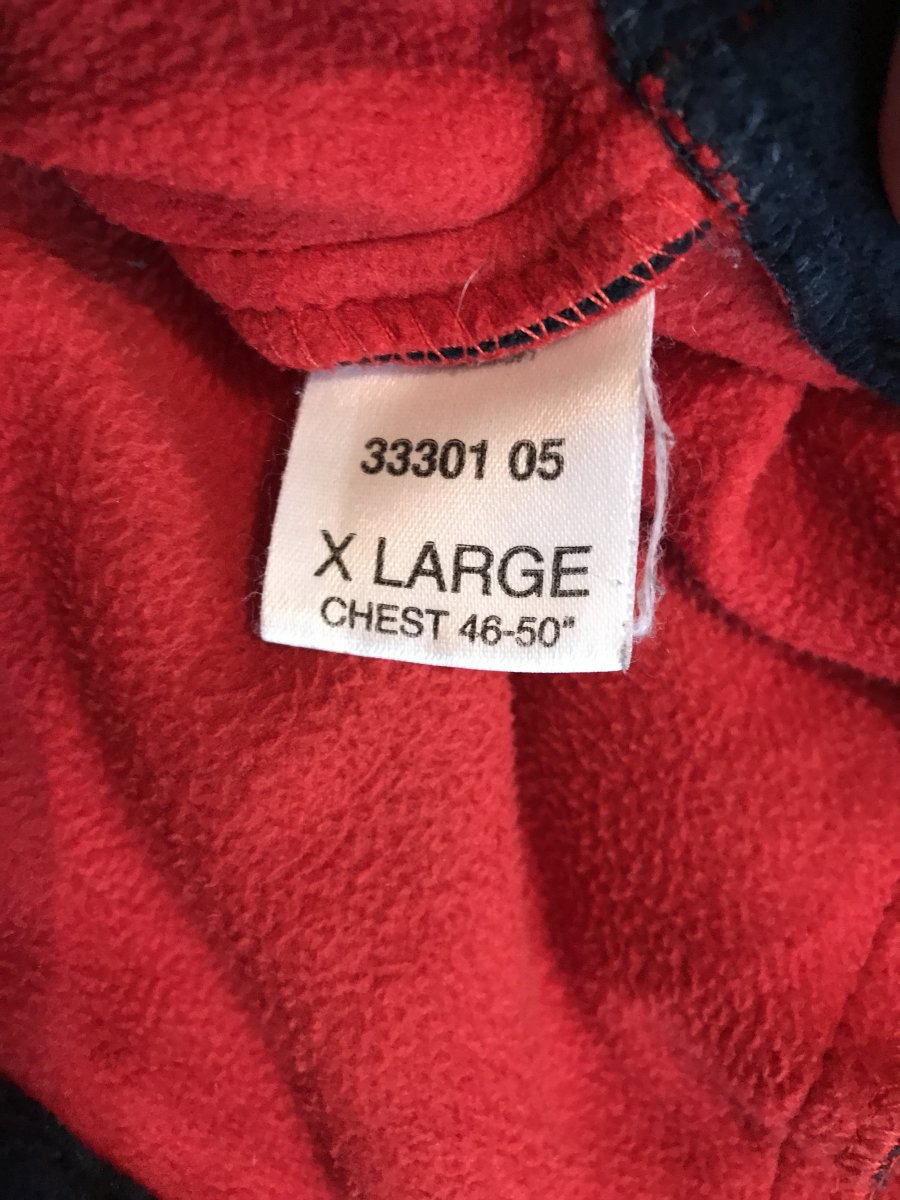 33301 05
X LARGE
CHEST 46-50"